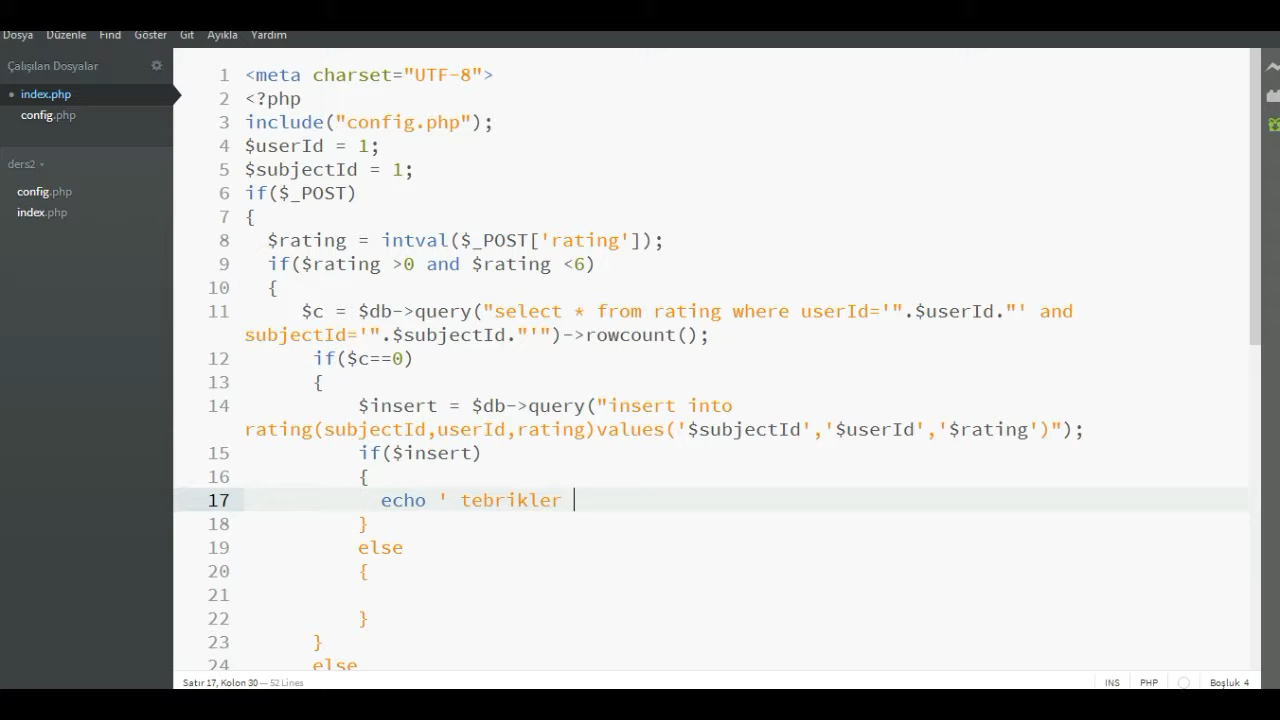 Dosya Düzenle Find Göster Git Ayıkla Yardım
Çalışılan Dosyalar
index.php
config.php
ders2
config.php
index.php
1 <meta charset="UTF-8">
2 <?php
3 include("config.php");
4 $userId = 1;
5 $subjectId = 1;
6 if($_POST)
7 {
8 $rating = intval($_POST['rating']);
9 if($rating >0 and $rating <6)
10 {
11 $c = $db->query("select * from rating where userId='".$userId."' and
subjectId='".$subjectId."'")->rowcount();
12 if($c==0)
13 {
14 $insert = $db->query("insert into
rating(subjectId,userId,rating)values('$subjectId','$userId','$rating')");
15 if($insert)
16 {
17 echo ' tebrikler
18 }
19 else
20 {
21
22 }
23 }
24 else
Satır 17, Kolon 30 — 52 Lines
INS PHP Boşluk 4